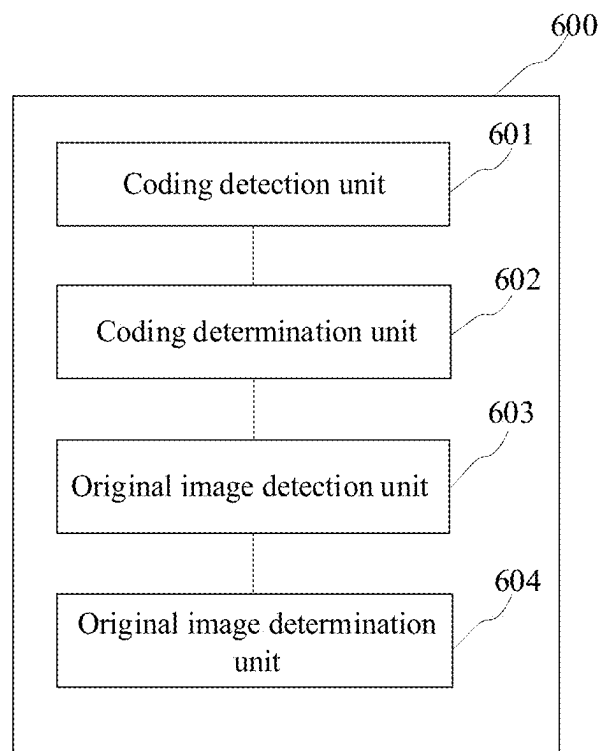 600
601
Coding detection unit
602
Coding determination unit
603
Original image detection unit
604
Original image determination
unit